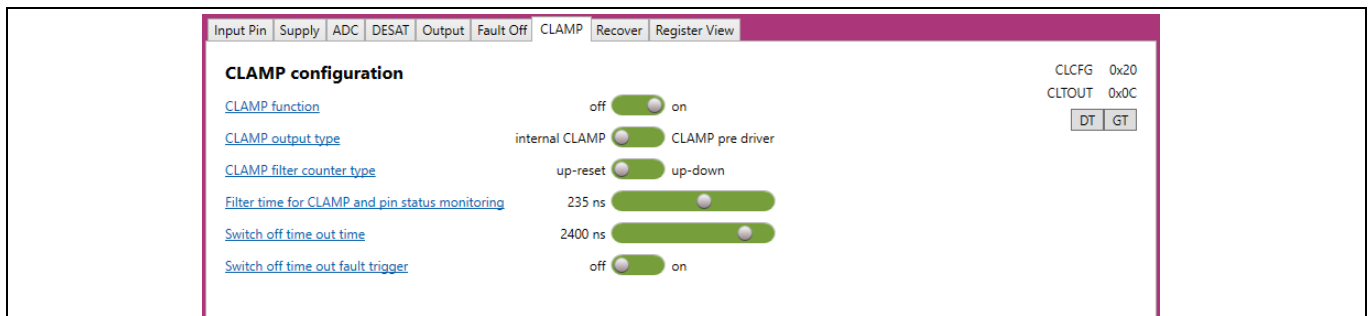 Input Pin Supply ADC DESAT Output Fault Off CLAMP Recover Register View
CLAMP configuration
CLCFG 0x20
CLTOUT 0x0C
DT GT
CLAMP function off on
CLAMP output type internal CLAMP CLAMP pre driver
CLAMP filter counter type up-reset up-down
Filter time for CLAMP and pin status monitoring 235 ns
Switch off time out time 2400 ns
Switch off time out fault trigger off on